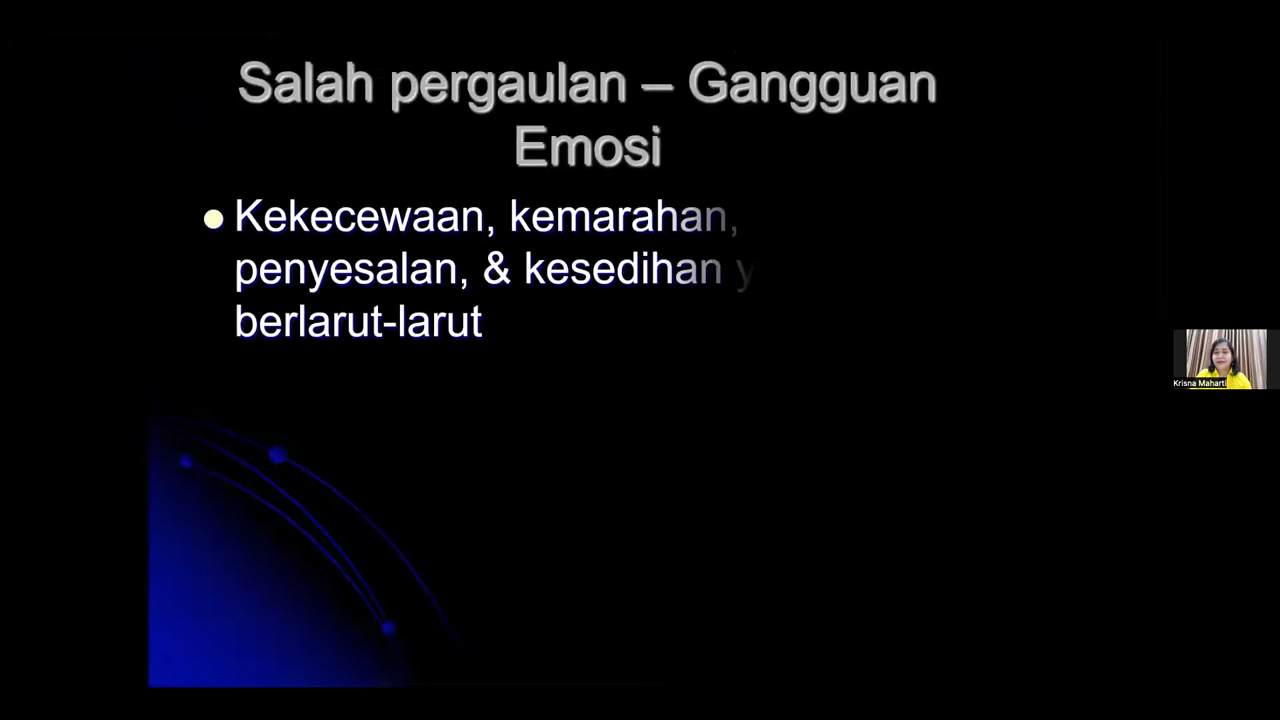 Salah pergaulan – Gangguan
Emosi
Kekecewaan, kemarahan,
penyesalan, & kesedihan y
berlarut-larut
Krisna Maharti